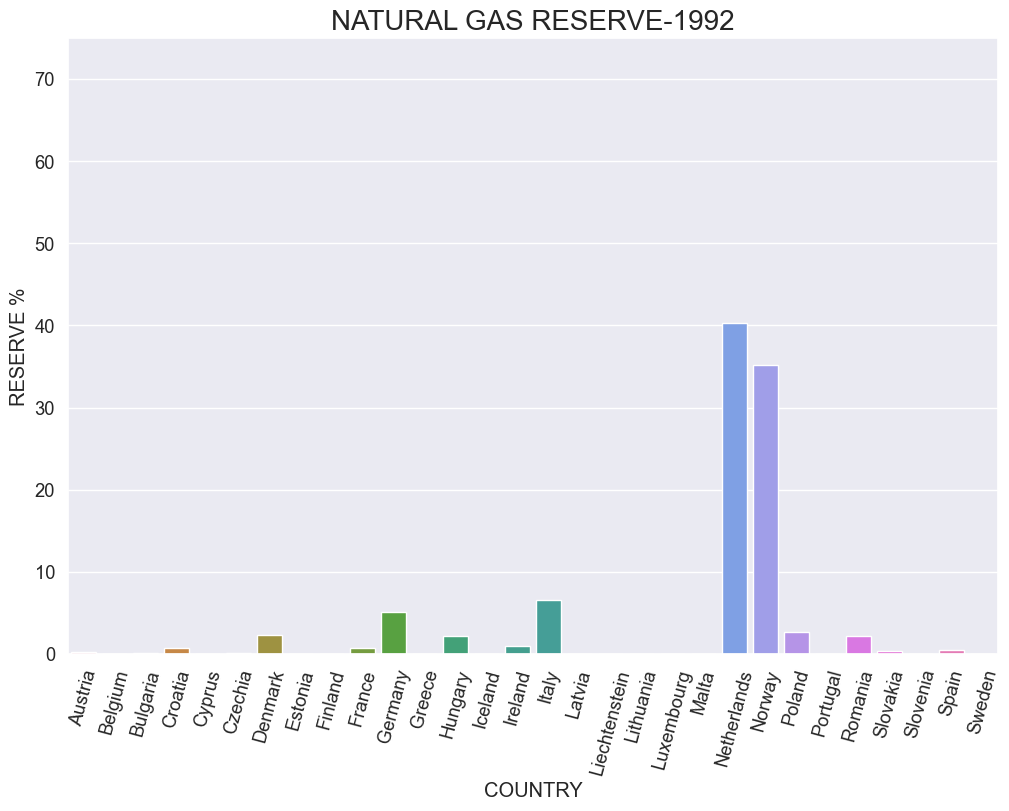 NATURAL GAS RESERVE-1992
70
60
50
40
30
20
10
0
RESERVE %
Austria
Belgium
Bulgaria
Croatia
Cyprus
Czechia
Denmark
Estonia
Finland
France
Germany
Greece
Hungary
Iceland
Ireland
Italy
Latvia
Liechtenstein
Lithuania
Luxembourg
Malta
Netherlands
Norway
Poland
Portugal
Romania
Slovakia
Slovenia
Spain
Sweden
COUNTRY